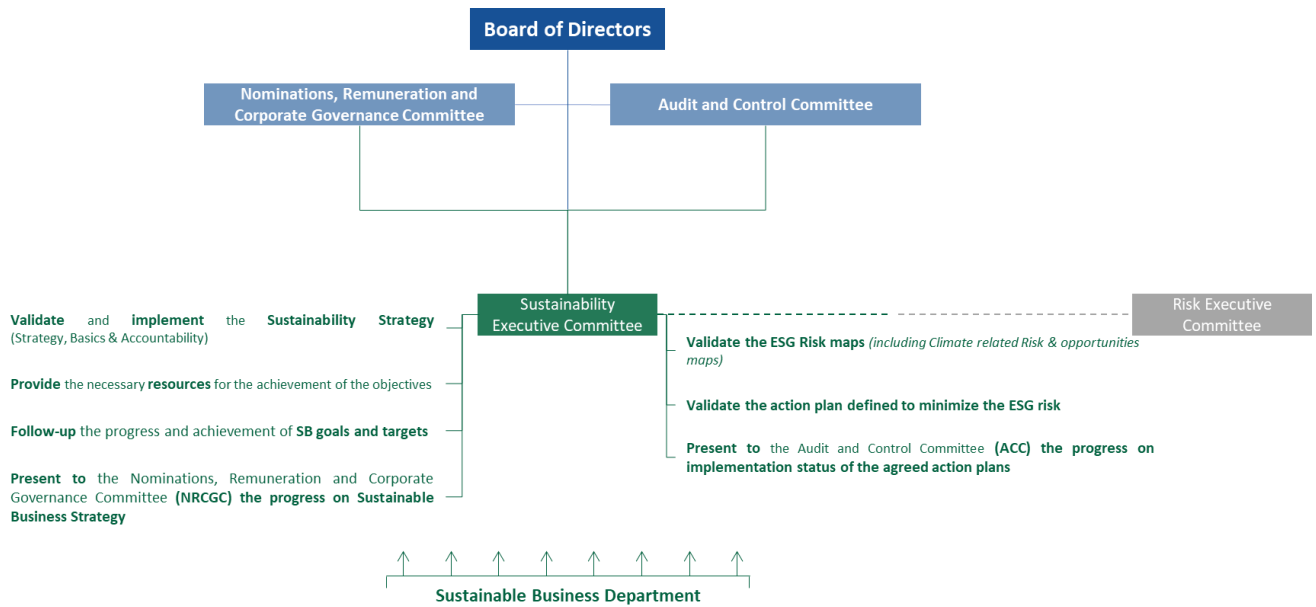 Board of Directors
Nominations, Remuneration and
Corporate Governance Committee
Audit and Control Committee
Sustainability
Executive Committee
Risk Executive
Committee
Validate and implement the Sustainability Strategy
(Strategy, Basics & Accountability)
Provide the necessary resources for the achievement of the objectives
Follow-up the progress and achievement of SB goals and targets
Present to the Nominations, Remuneration and Corporate
Governance Committee (NRCGC) the progress on Sustainable
Business Strategy
Validate the ESG Risk maps (including Climate related Risk & opportunities
maps)
Validate the action plan defined to minimize the ESG risk
Present to the Audit and Control Committee (ACC) the progress on
implementation status of the agreed action plans
Sustainable Business Department